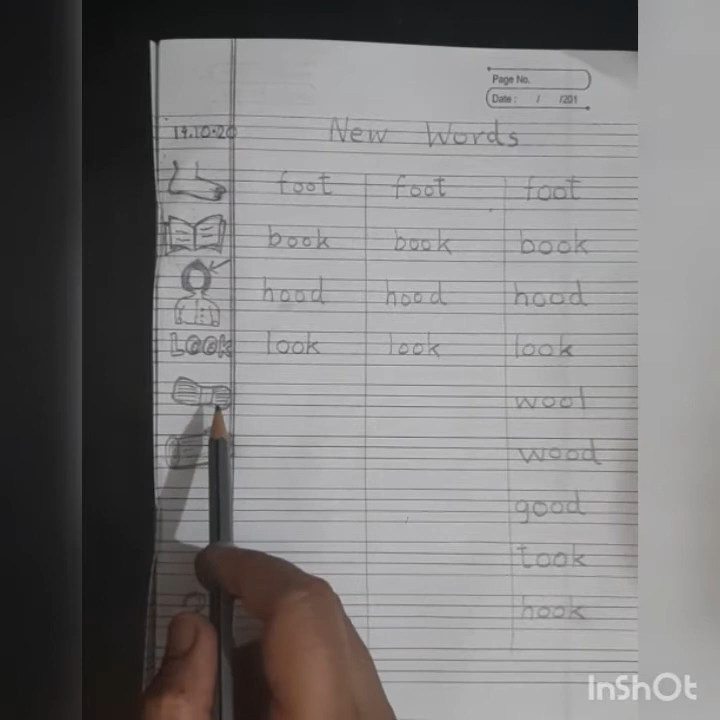 Page No.
Date : / /201
19.10.20 New Words
foot foot foot
book book book
hood hood hood
LOOK look look look
wool
wood
good
took
hook
InShOt